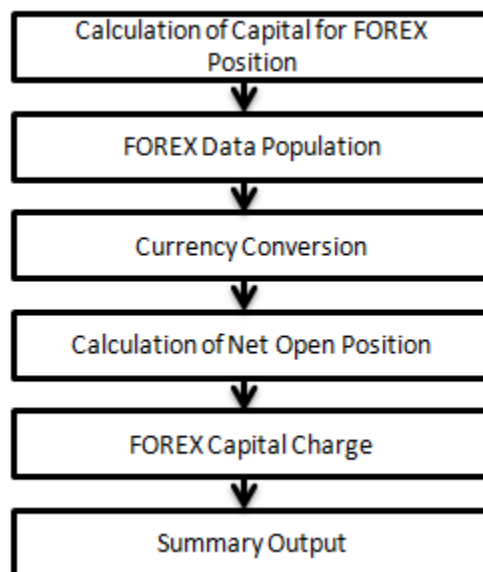 Calculation of Capital for FOREX
Position
FOREX Data Population
Currency Conversion
Calculation of Net Open Position
FOREX Capital Charge
Summary Output